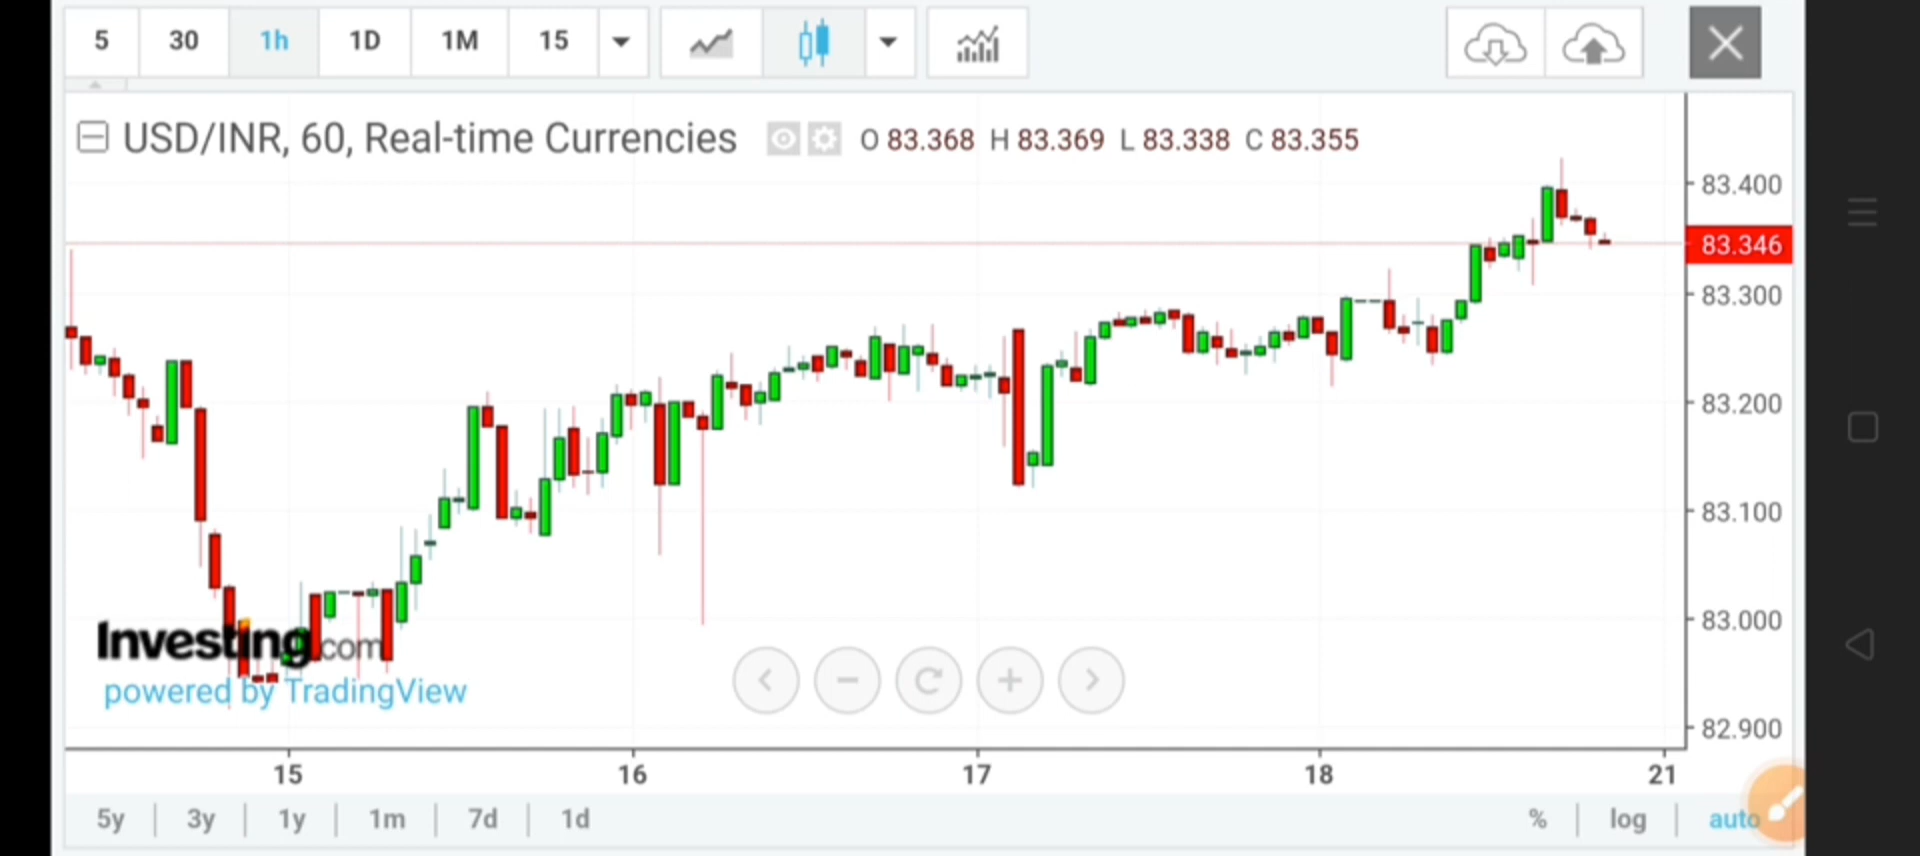 5 30 1h 1D 1M 15
USD/INR, 60, Real-time Currencies O 83.368 H 83.369 L 83.338 C 83.355
83.400
83.346
83.300
83.200
83.100
83.000
82.900
Investing.com
powered by TradingView
15 16 17 18 21
5y 3y 1y 1m 7d 1d % log auto